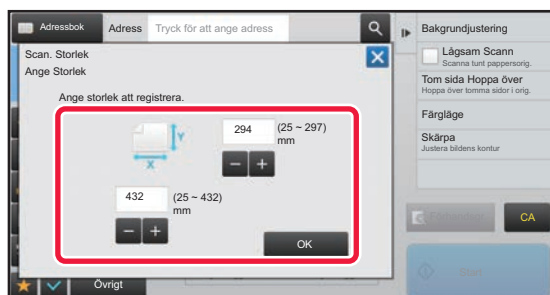 Adressbok
Adress
Tryck för att ange adress
Scan. Storlek
Ange Storlek
Ange storlek att registrera.
Y
X
294
(25 ~ 297)
mm
432
(25 ~ 432)
mm
OK
Övrigt
Bakgrundjustering
Lågsam Scann
Scanna tunt pappersorig.
Tom sida Hoppa över
Hoppa över tomma sidor i orig.
Färgläge
Skärpa
Justera bildens kontur
CA
Start